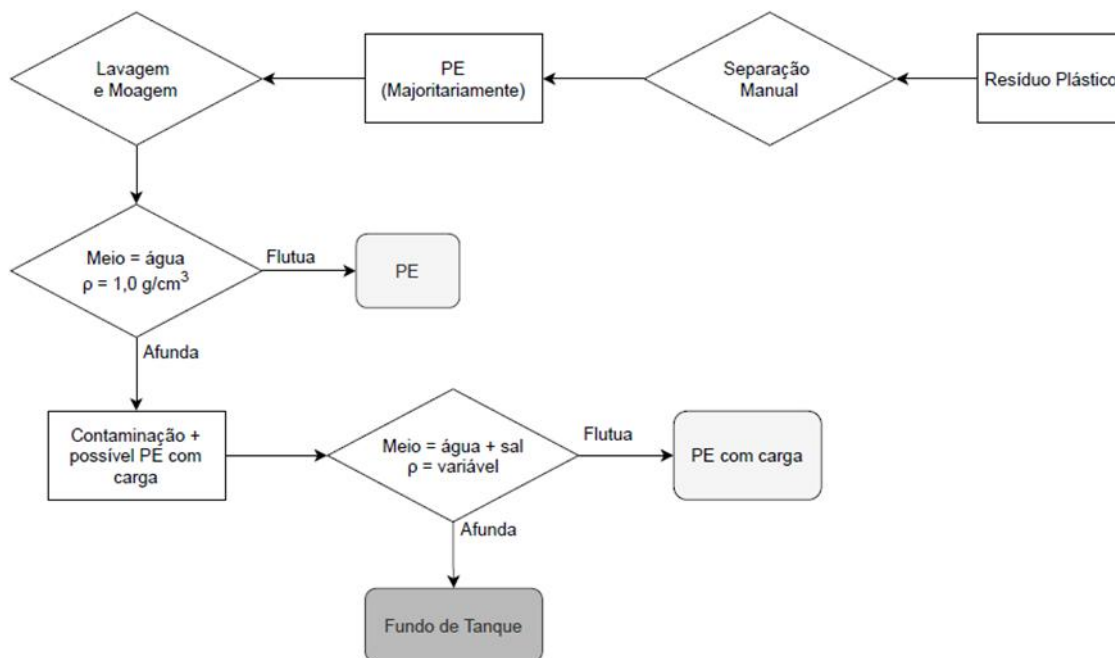 Resíduo Plástico
Separação
Manual
PE
(Majoritariamente)
Lavagem
e Moagem
Meio = água
ρ = 1,0 g/cm³
Flutua
PE
Afunda
Contaminação +
possível PE com
carga
Meio = água + sal
ρ = variável
Flutua
PE com carga
Afunda
Fundo de Tanque